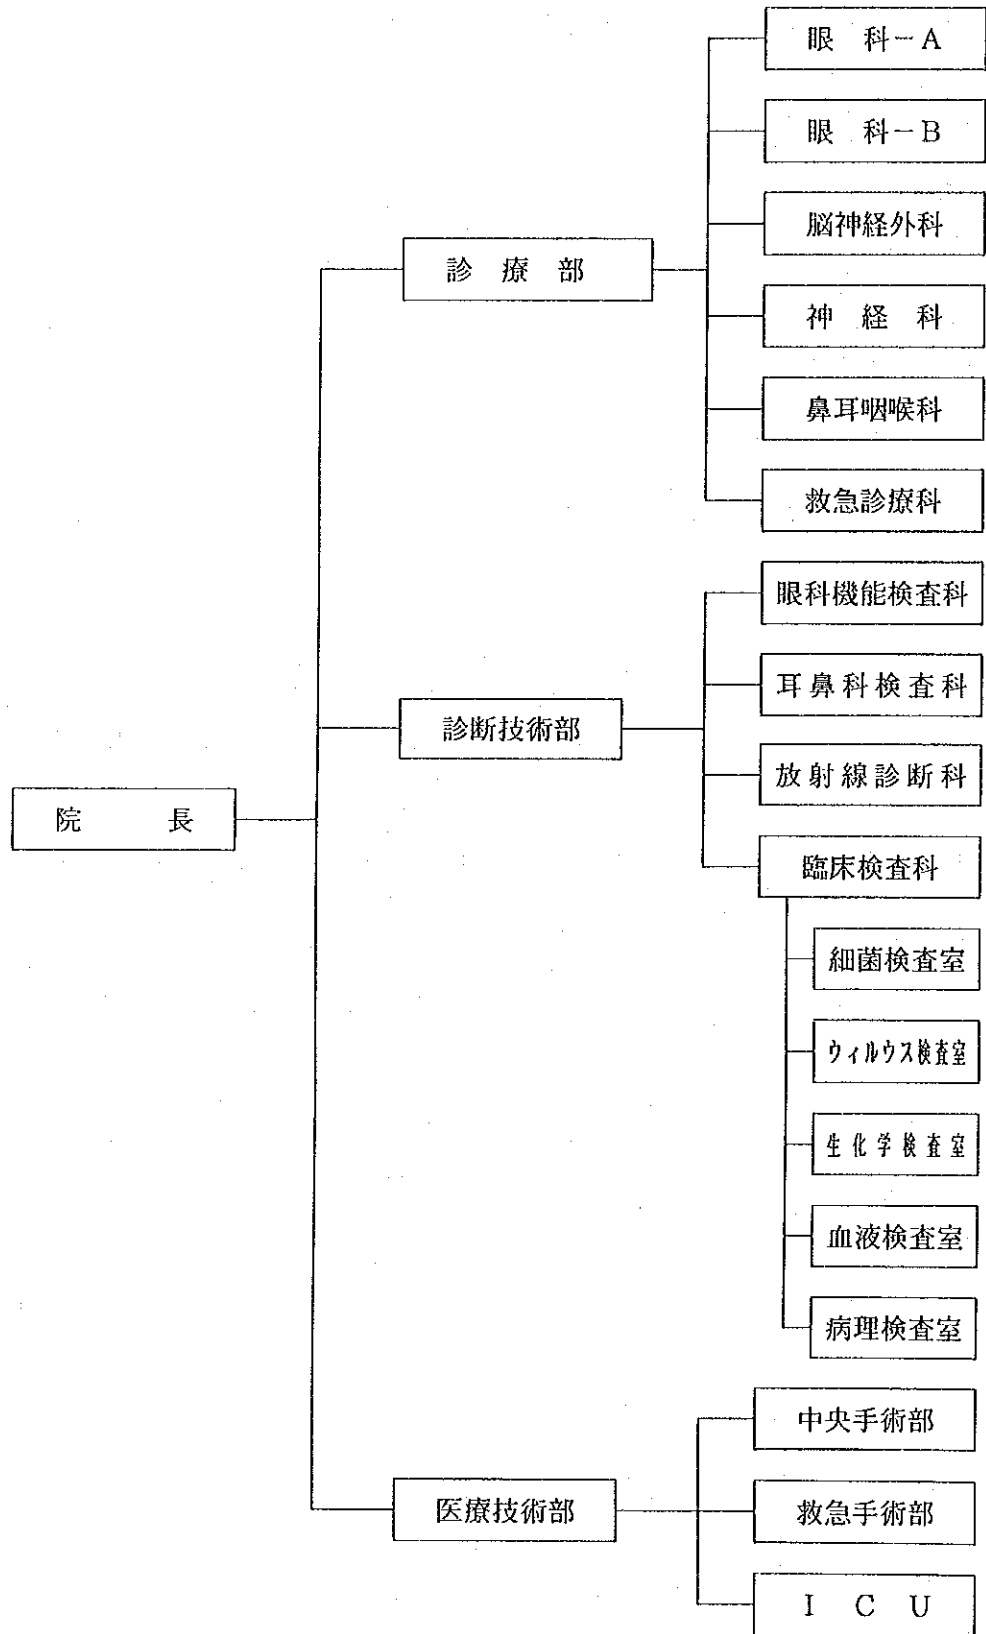 眼 科－A
眼 科－B
脳神経外科
診 療 部
神 経 科
鼻耳咽喉科
救急診療科
眼科機能検査科
耳鼻科検査科
診断技術部
放射線診断科
院 長
臨床検査科
細菌検査室
ウィルウス検査室
生化学検査室
血液検査室
病理検査室
中央手術部
医療技術部
救急手術部
I C U